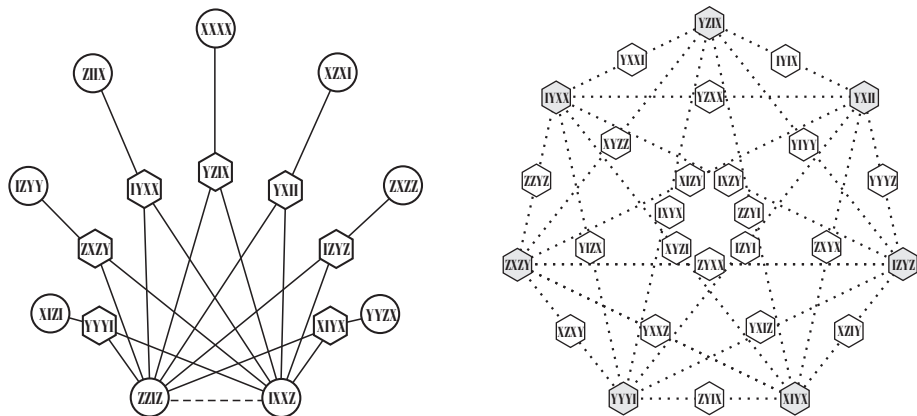 XXXX
ZIIX XZXI
YZIX
IYXX YXII
IZYY ZXZZ
ZXZY IZYZ
XIZI YYYI XIYX YYZX
ZZIZ IXXZ
YZIX
YXXI IYIX
IYXX YZXX YXII
XYZZ YIYY
ZZYZ XIZY IXZY YYYZ
IXYX ZZYI
YIZX XYZI IZYI ZXYX
ZXZY ZYXX IZYZ
XZXY YXXZ YXIZ XZIY
YYYI ZYIX XIYX